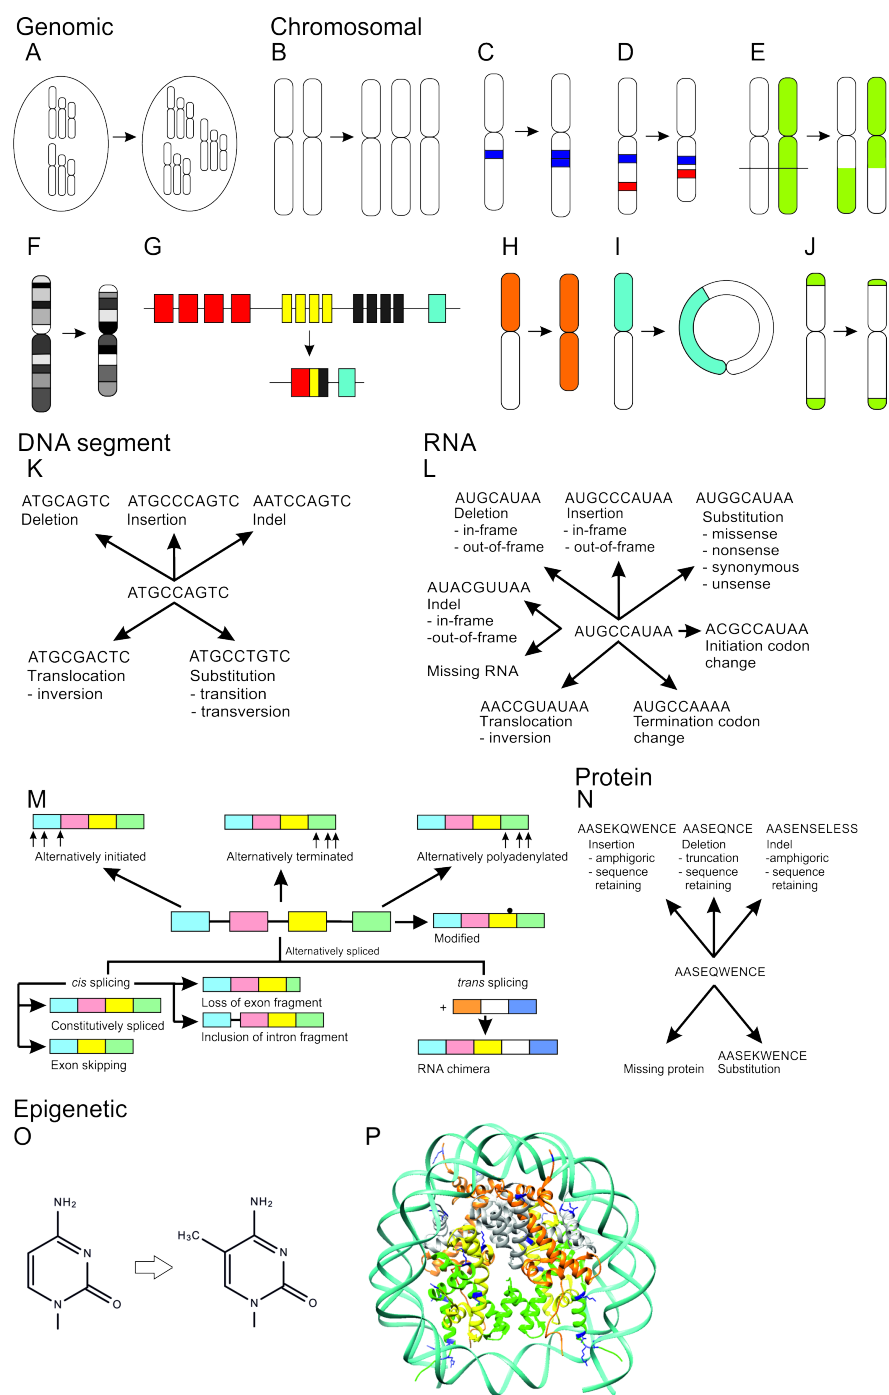 Genomic
Chromosomal
A
B
C
D
E
F
G
H
I
J
DNA segment
K
ATGCAGTC
Deletion
ATGCCCAGTC
Insertion
AATCCAGTC
Indel
ATGCCAGTC
ATGCGACTC
Translocation
- inversion
ATGCCTGTC
Substitution
- transition
- transversion
RNA
L
AUGCAUAA
Deletion
- in-frame
- out-of-frame
AUGCCCAUAA
Insertion
- in-frame
- out-of-frame
AUGGCAUAA
Substitution
- missense
- nonsense
- synonymous
- unsense
AUACGUUAA
Indel
- in-frame
-out-of-frame
Missing RNA
AUGCCAUAA
ACGCCAUAA
Initiation codon
change
AACCGUAUAA
Translocation
- inversion
AUGCCAAAA
Termination codon
change
M
Alternatively initiated
Alternatively terminated
Alternatively polyadenylated
Modified
Alternatively spliced
cis splicing
Constitutively spliced
Exon skipping
Loss of exon fragment
Inclusion of intron fragment
trans splicing
+
RNA chimera
Protein
N
AASEKQWENCE
Insertion
- amphigoric
- sequence
retaining
AASEQNCE
Deletion
- truncation
- sequence
retaining
AASENSELESS
Indel
-amphigoric
- sequence
retaining
AASEQWENCE
Missing protein
AASEKWENCE
Substitution
Epigenetic
O
NH2
N
N
O
H3C
NH2
N
N
O
P